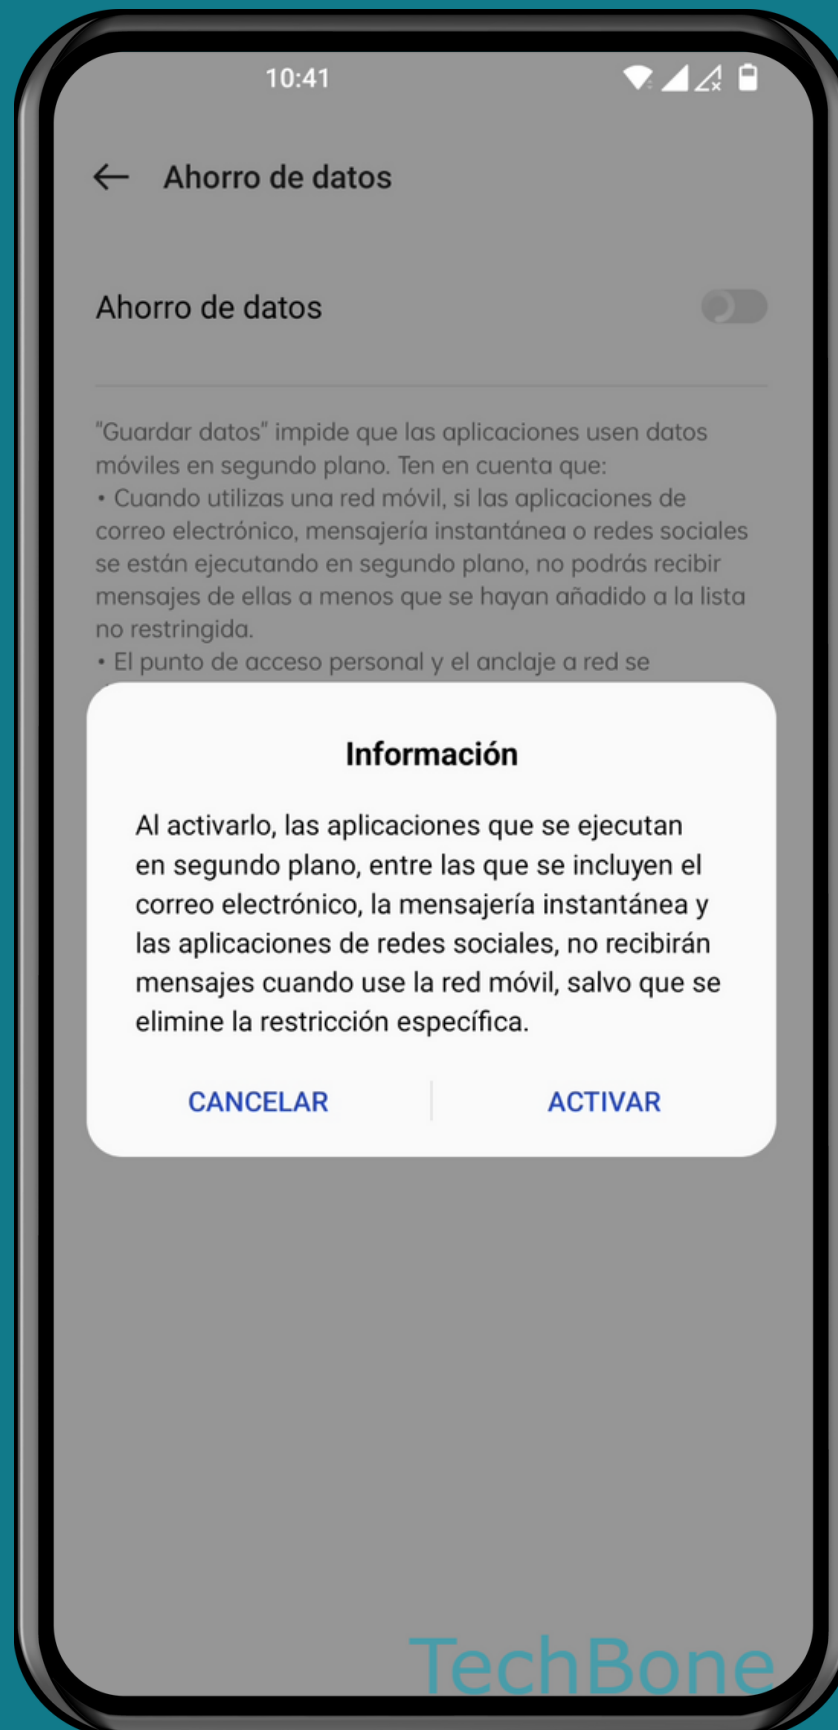 10:41
Ahorro de datos
Ahorro de datos
"Guardar datos" impide que las aplicaciones usen datos
móviles en segundo plano. Ten en cuenta que:
• Cuando utilizas una red móvil, si las aplicaciones de
correo electrónico, mensajería instantánea o redes sociales
se están ejecutando en segundo plano, no podrás recibir
mensajes de ellas a menos que se hayan añadido a la lista
no restringida.
• El punto de acceso personal y el anclaje a red se
Información
Al activarlo, las aplicaciones que se ejecutan
en segundo plano, entre las que se incluyen el
correo electrónico, la mensajería instantánea y
las aplicaciones de redes sociales, no recibirán
mensajes cuando use la red móvil, salvo que se
elimine la restricción específica.
CANCELAR
ACTIVAR
TechBone